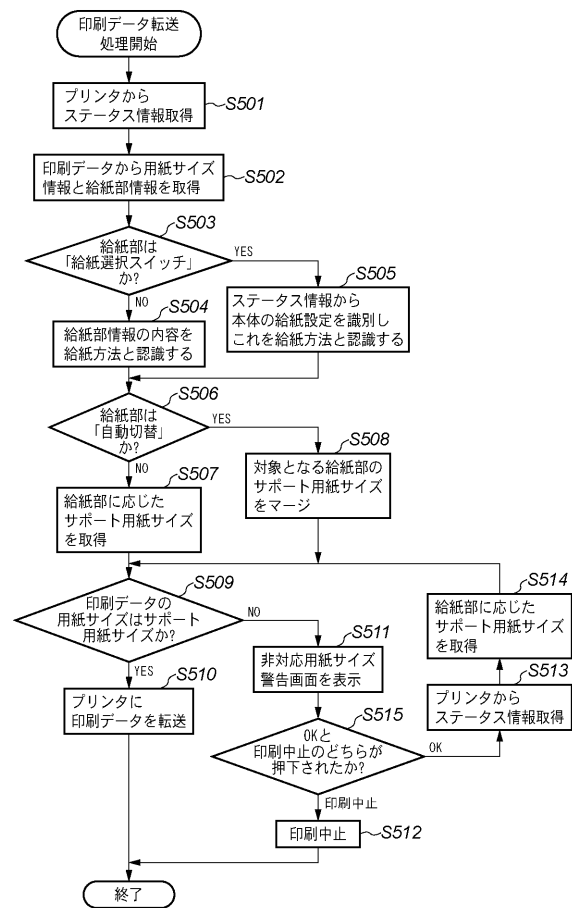 印刷データ転送
処理開始
プリンタから
ステータス情報取得
S501
印刷データから用紙サイズ
情報と給紙部情報を取得
S502
S503
給紙部は
「給紙選択スイッチ」
か?
YES
NO
S504
給紙部情報の内容を
給紙方法と認識する
S505
ステータス情報から
本体の給紙設定を識別し
これを給紙方法と認識する
S506
給紙部は
「自動切替」
か?
YES
NO
S507
給紙部に応じた
サポート用紙サイズ
を取得
S508
対象となる給紙部の
サポート用紙サイズ
をマージ
S509
印刷データの
用紙サイズはサポート
用紙サイズか?
NO
YES
S510
プリンタに
印刷データを転送
S511
非対応用紙サイズ
警告画面を表示
S515
OKと
印刷中止のどちらが
押下されたか?
OK
印刷中止
S514
給紙部に応じた
サポート用紙サイズ
を取得
S513
プリンタから
ステータス情報取得
印刷中止
S512
終了